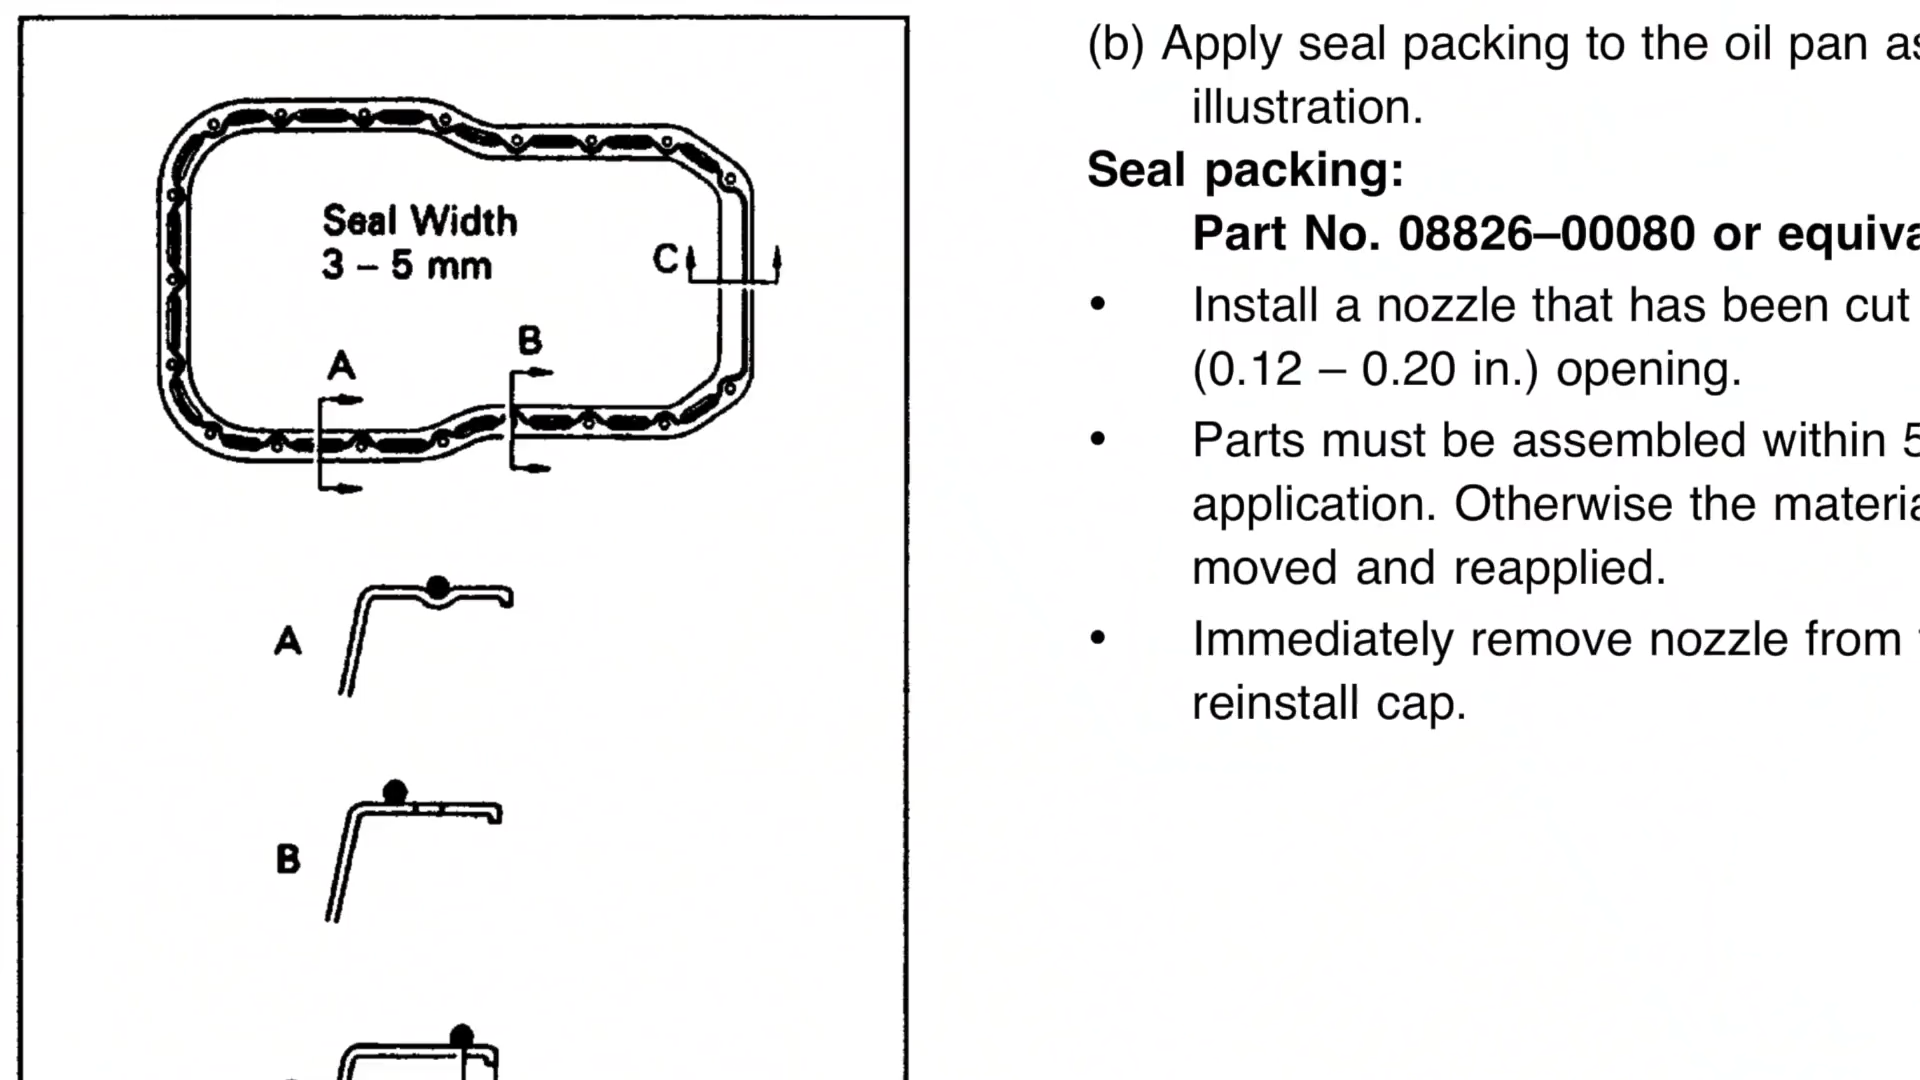 Seal Width
3 – 5 mm
C
B
A
A
B
(b) Apply seal packing to the oil pan as
illustration.
Seal packing:
Part No. 08826–00080 or
• Install a nozzle that has been cut
(0.12 – 0.20 in.) opening.
• Parts must be assembled within 5
application. Otherwise the
moved and reapplied.
• Immediately remove nozzle from
reinstall cap.